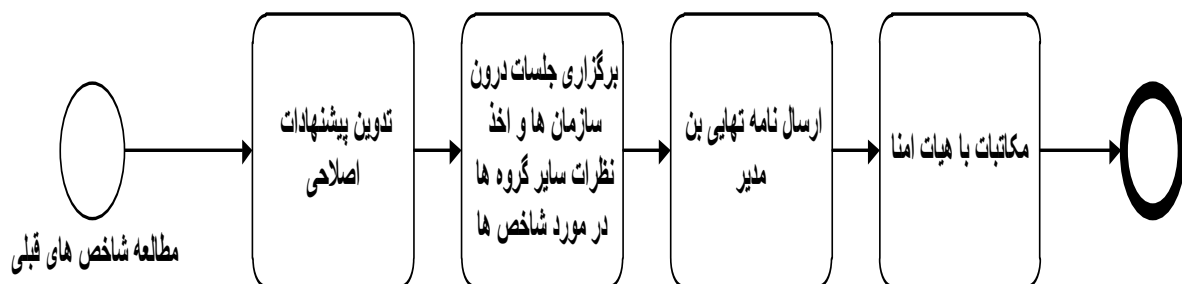 مطالعه شاخص های قبلی
تدوین پیشنهادات
اصلاحی
برگزاری جلسات درون
سازمان ها و اخذ
نظرات سایر گروه ها
در مورد شاخص ها
ارسال نامه تهایی بن
مدیر
مکاتبات با هیات امنا